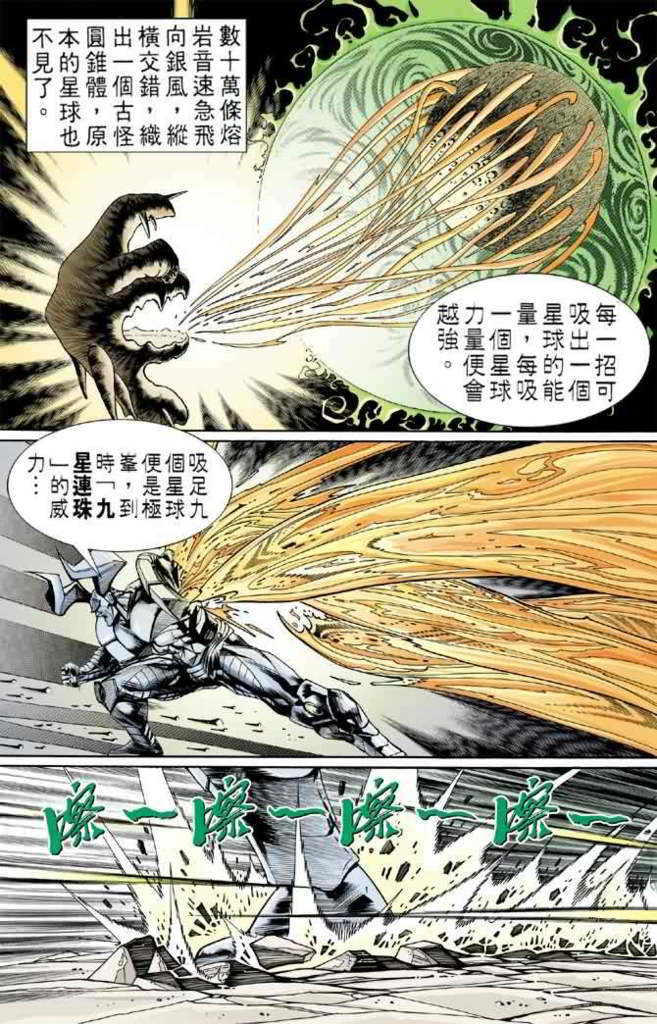 數十萬條熔
岩音速急飛
向銀風，縱
橫交錯，織
出一個古怪
圓錐體，原
本的星球也
不見了。
每一招可
吸出一個
星球的能
量，每吸
一個星球
力量便會
越強。
吸足九
個星球
便是極
峯，到
時「九
星連珠
」的威
力…
嚓一嚓一嚓一嚓一